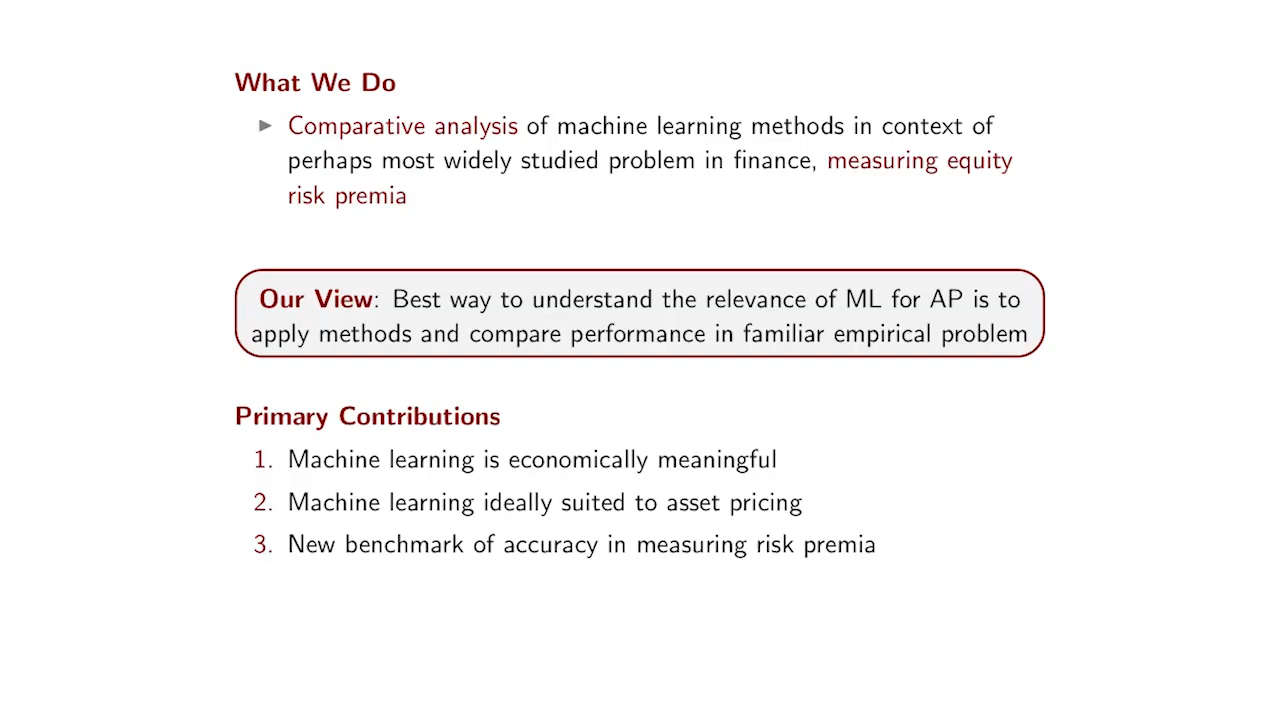 What We Do
▶ Comparative analysis of machine learning methods in context of
perhaps most widely studied problem in finance, measuring equity
risk premia
Our View: Best way to understand the relevance of ML for AP is to
apply methods and compare performance in familiar empirical problem
Primary Contributions
1. Machine learning is economically meaningful
2. Machine learning ideally suited to asset pricing
3. New benchmark of accuracy in measuring risk premia